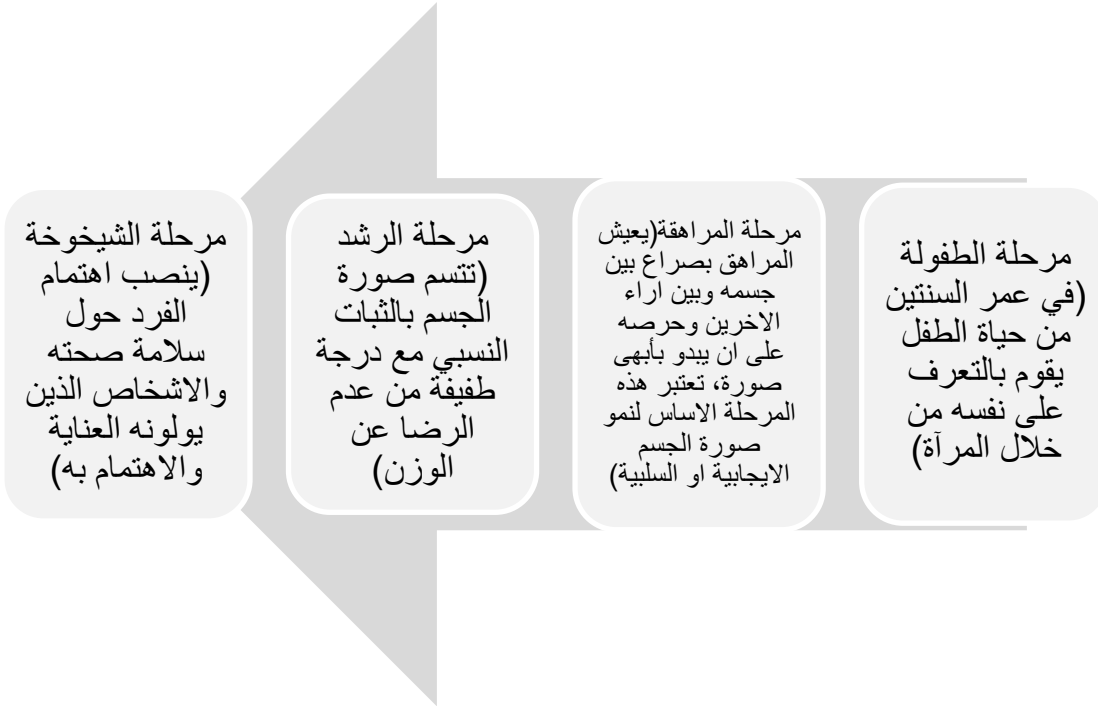 مرحلة الطفولة
(في عمر السنتين
من حياة الطفل
يقوم بالتعرف
على نفسه من
خلال المرآة)
مرحلة المراهقة(يعيش
المراهق بصراع بين
جسمه وبين اراء
الاخرين وحرصه
على ان يبدو بأبهى
صورة، تعتبر هذه
المرحلة الاساس لنمو
صورة الجسم
الايجابية او السلبية)
مرحلة الرشد
(تتسم صورة
الجسم بالثبات
النسبي مع درجة
طفيفة من عدم
الرضا عن
الوزن)
مرحلة الشيخوخة
(ينصب اهتمام
الفرد حول
سلامة صحته
والاشخاص الذين
يولونه العناية
والاهتمام به)